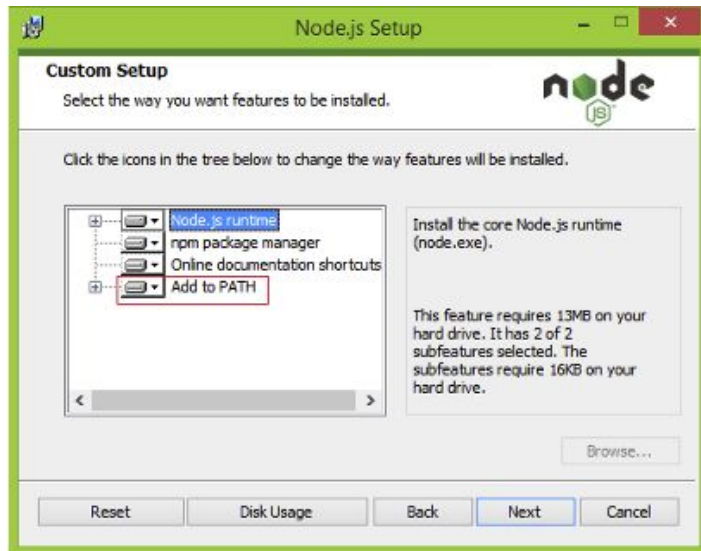 Node.js Setup
Custom Setup
Select the way you want features to be installed.
node
JS
Click the icons in the tree below to change the way features will be installed.
Node.js runtime
npm package manager
Online documentation shortcuts
Add to PATH
Install the core Node.js runtime
(node.exe).
This feature requires 13MB on your
hard drive. It has 2 of 2
subfeatures selected. The
subfeatures require 16KB on your
hard drive.
Browse...
Reset
Disk Usage
Back
Next
Cancel